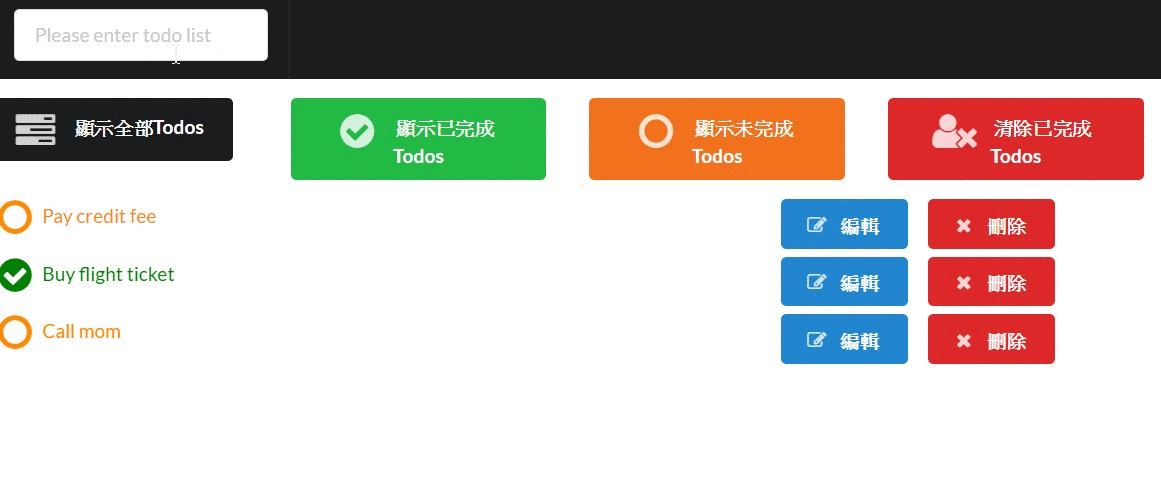 Please enter todo list
顯示全部Todos
顯示已完成
Todos
顯示未完成
Todos
清除已完成
Todos
Pay credit fee
編輯
刪除
Buy flight ticket
編輯
刪除
Call mom
編輯
刪除